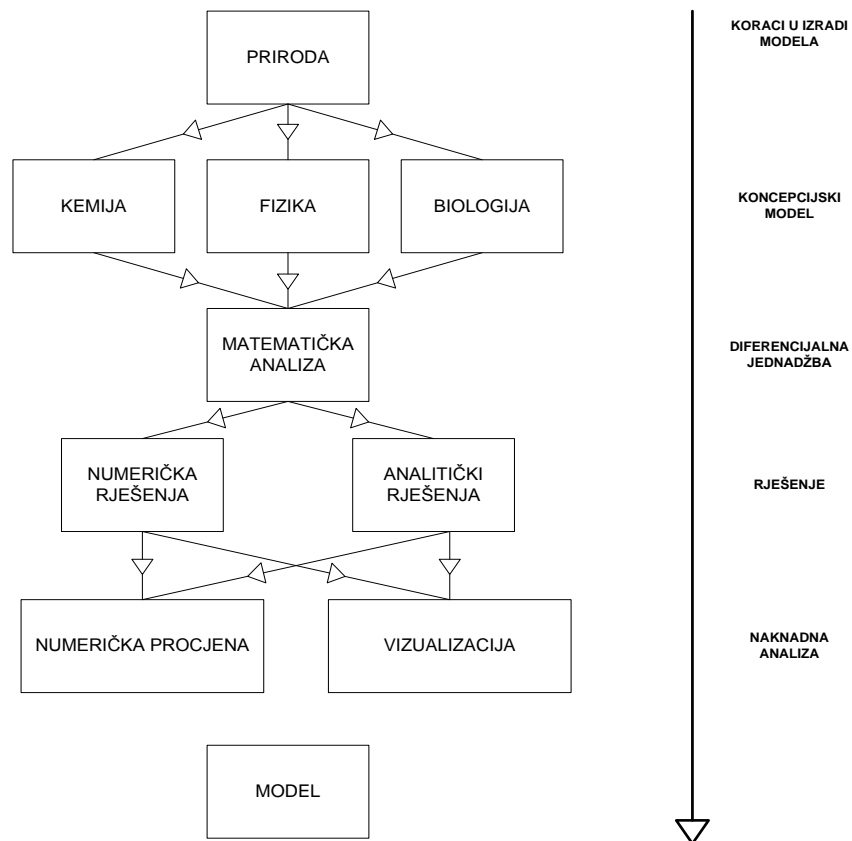 PRIRODA
KORACI U IZRADI
MODELA
KEMIJA
FIZIKA
BIOLOGIJA
KONCEPCIJSKI
MODEL
MATEMATIČKA
ANALIZA
DIFERENCIJALNA
JEDNADŽBA
NUMERIČKA
RJEŠENJA
ANALITIČKI
RJEŠENJA
RJEŠENJE
NUMERIČKA PROCJENA
VIZUALIZACIJA
NAKNADNA
ANALIZA
MODEL